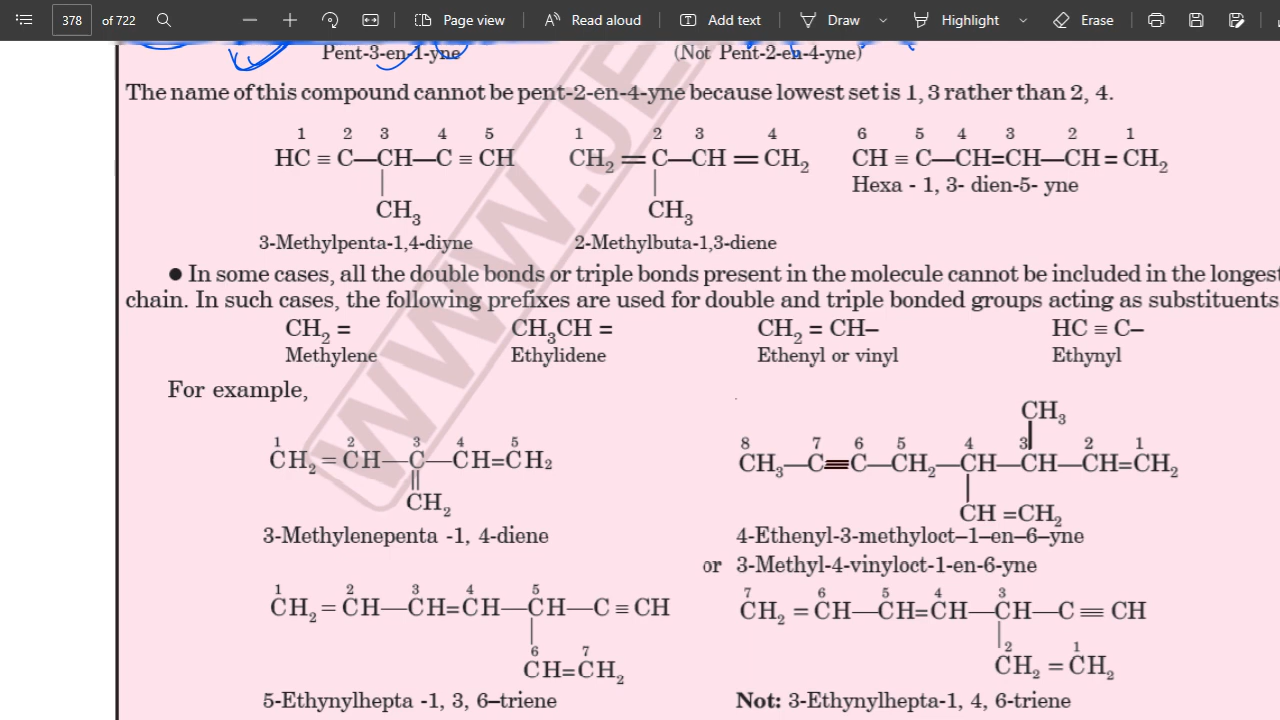 378 of 722 Page view Read aloud Add text Draw Highlight Erase
Pent-3-en-1-yne (Not Pent-2-en-4-yne)
The name of this compound cannot be pent-2-en-4-yne because lowest set is 1, 3 rather than 2, 4.
1 2 3 4 5 1 2 3 4 6 5 4 3 2 1
HC ≡ C—CH—C ≡ CH CH₂ = C—CH = CH₂ CH ≡ C—CH=CH—CH = CH₂
Hexa - 1, 3- dien-5- yne
CH₃ CH₃
3-Methylpenta-1,4-diyne 2-Methylbuta-1,3-diene
● In some cases, all the double bonds or triple bonds present in the molecule cannot be included in the longest
chain. In such cases, the following prefixes are used for double and triple bonded groups acting as substituents
CH₂ = CH₃CH = CH₂ = CH– HC ≡ C–
Methylene Ethylidene Ethenyl or vinyl Ethynyl
For example,
CH₃
1 2 3 4 5 8 7 6 5 4 3 2 1
CH₂ = CH—C—CH=CH₂ CH₃—C≡C—CH₂—CH—CH—CH=CH₂
CH₂ CH =CH₂
3-Methylenepenta -1, 4-diene 4-Ethenyl-3-methyloct–1–en–6–yne
or 3-Methyl-4-vinyloct-1-en-6-yne
1 2 3 4 5 7 6 5 4 3
CH₂ = CH—CH=CH—CH—C ≡ CH CH₂ = CH—CH=CH—CH—C ≡ CH
6 7 2 1
CH=CH₂ CH₂ = CH₂
5-Ethynylhepta -1, 3, 6–triene Not: 3-Ethynylhepta-1, 4, 6-triene
WWW.JE